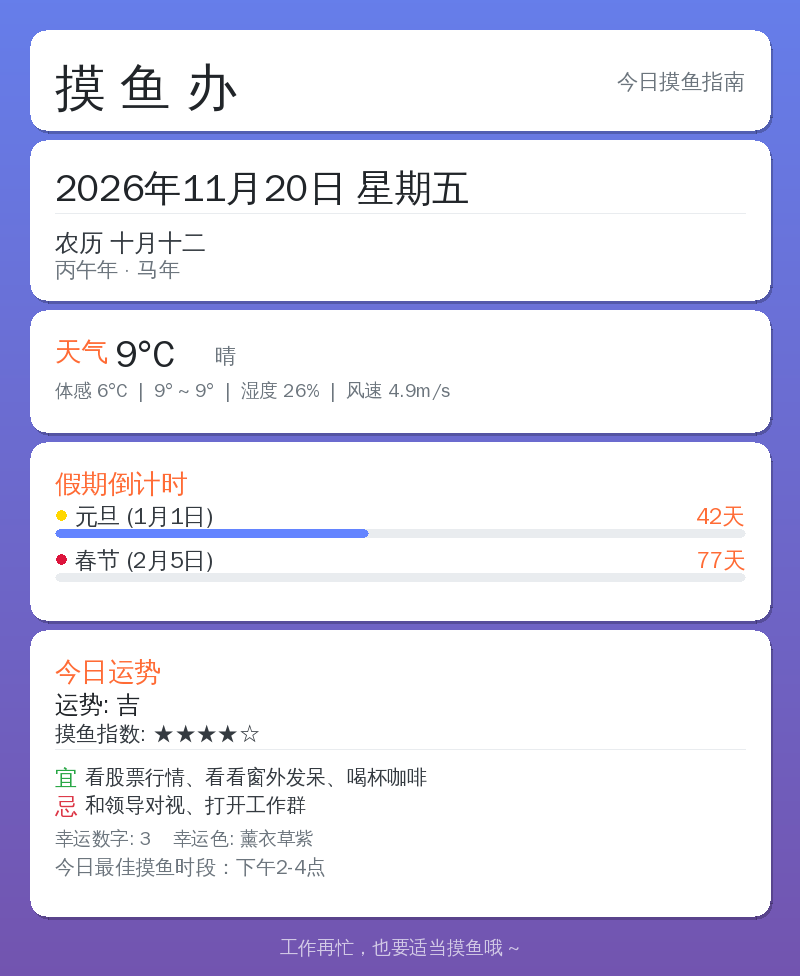 摸 鱼 办
今日摸鱼指南
2026年11月20日 星期五
农历 十月十二
丙午年 · 马年
天气 9°C 晴
体感 6°C | 9° ~ 9° | 湿度 26% | 风速 4.9m/s
假期倒计时
元旦 (1月1日) 42天
春节 (2月5日) 77天
今日运势
运势: 吉
摸鱼指数: ★★★★☆
宜 看股票行情、看看窗外发呆、喝杯咖啡
忌 和领导对视、打开工作群
幸运数字: 3 幸运色: 薰衣草紫
今日最佳摸鱼时段：下午2-4点
工作再忙，也要适当摸鱼哦 ~